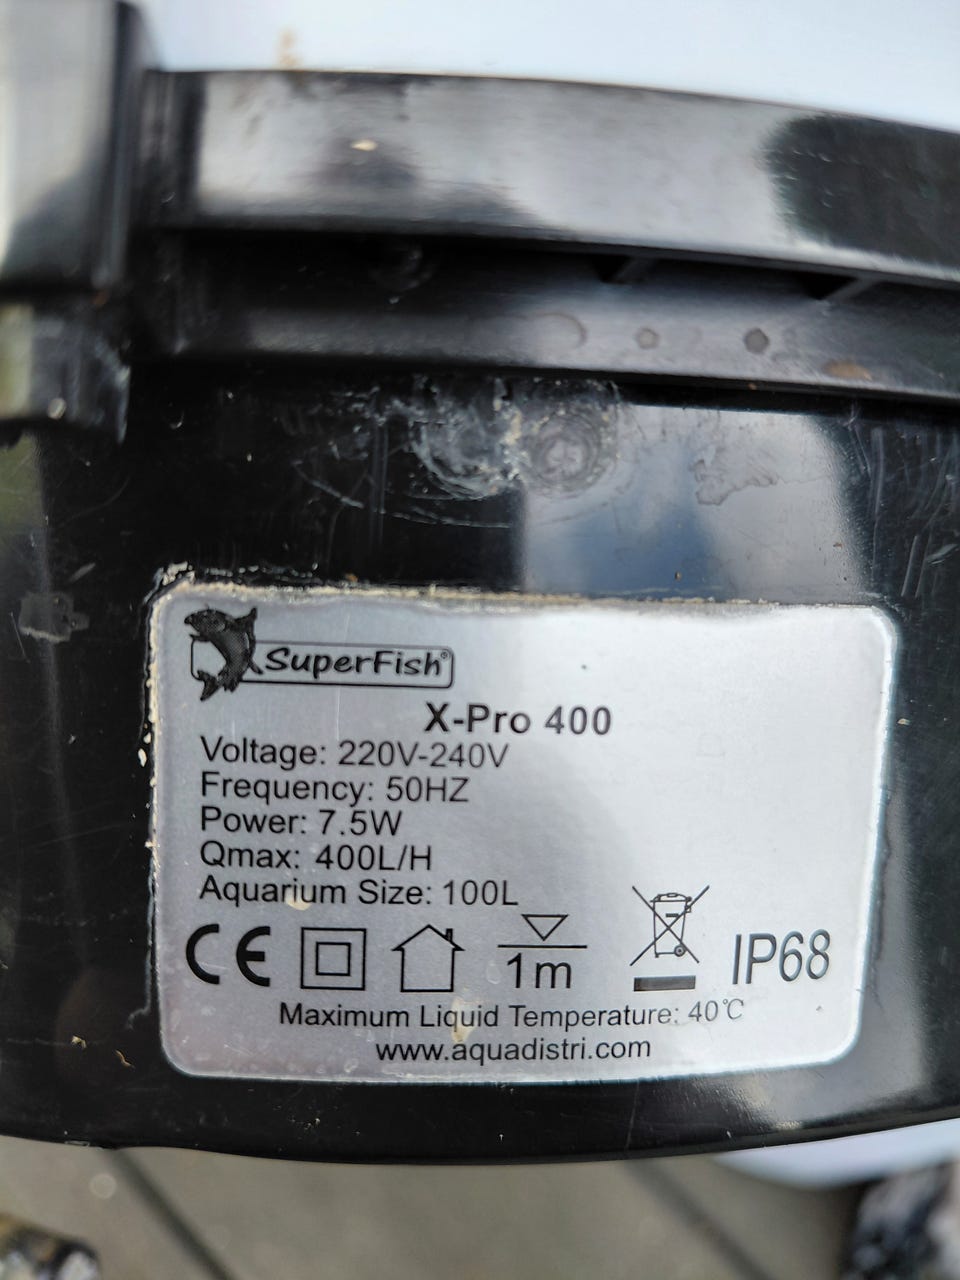 SuperFish®
X-Pro 400
Voltage: 220V-240V
Frequency: 50HZ
Power: 7.5W
Qmax: 400L/H
Aquarium Size: 100L
CE 1m IP68
Maximum Liquid Temperature: 40℃
www.aquadistri.com